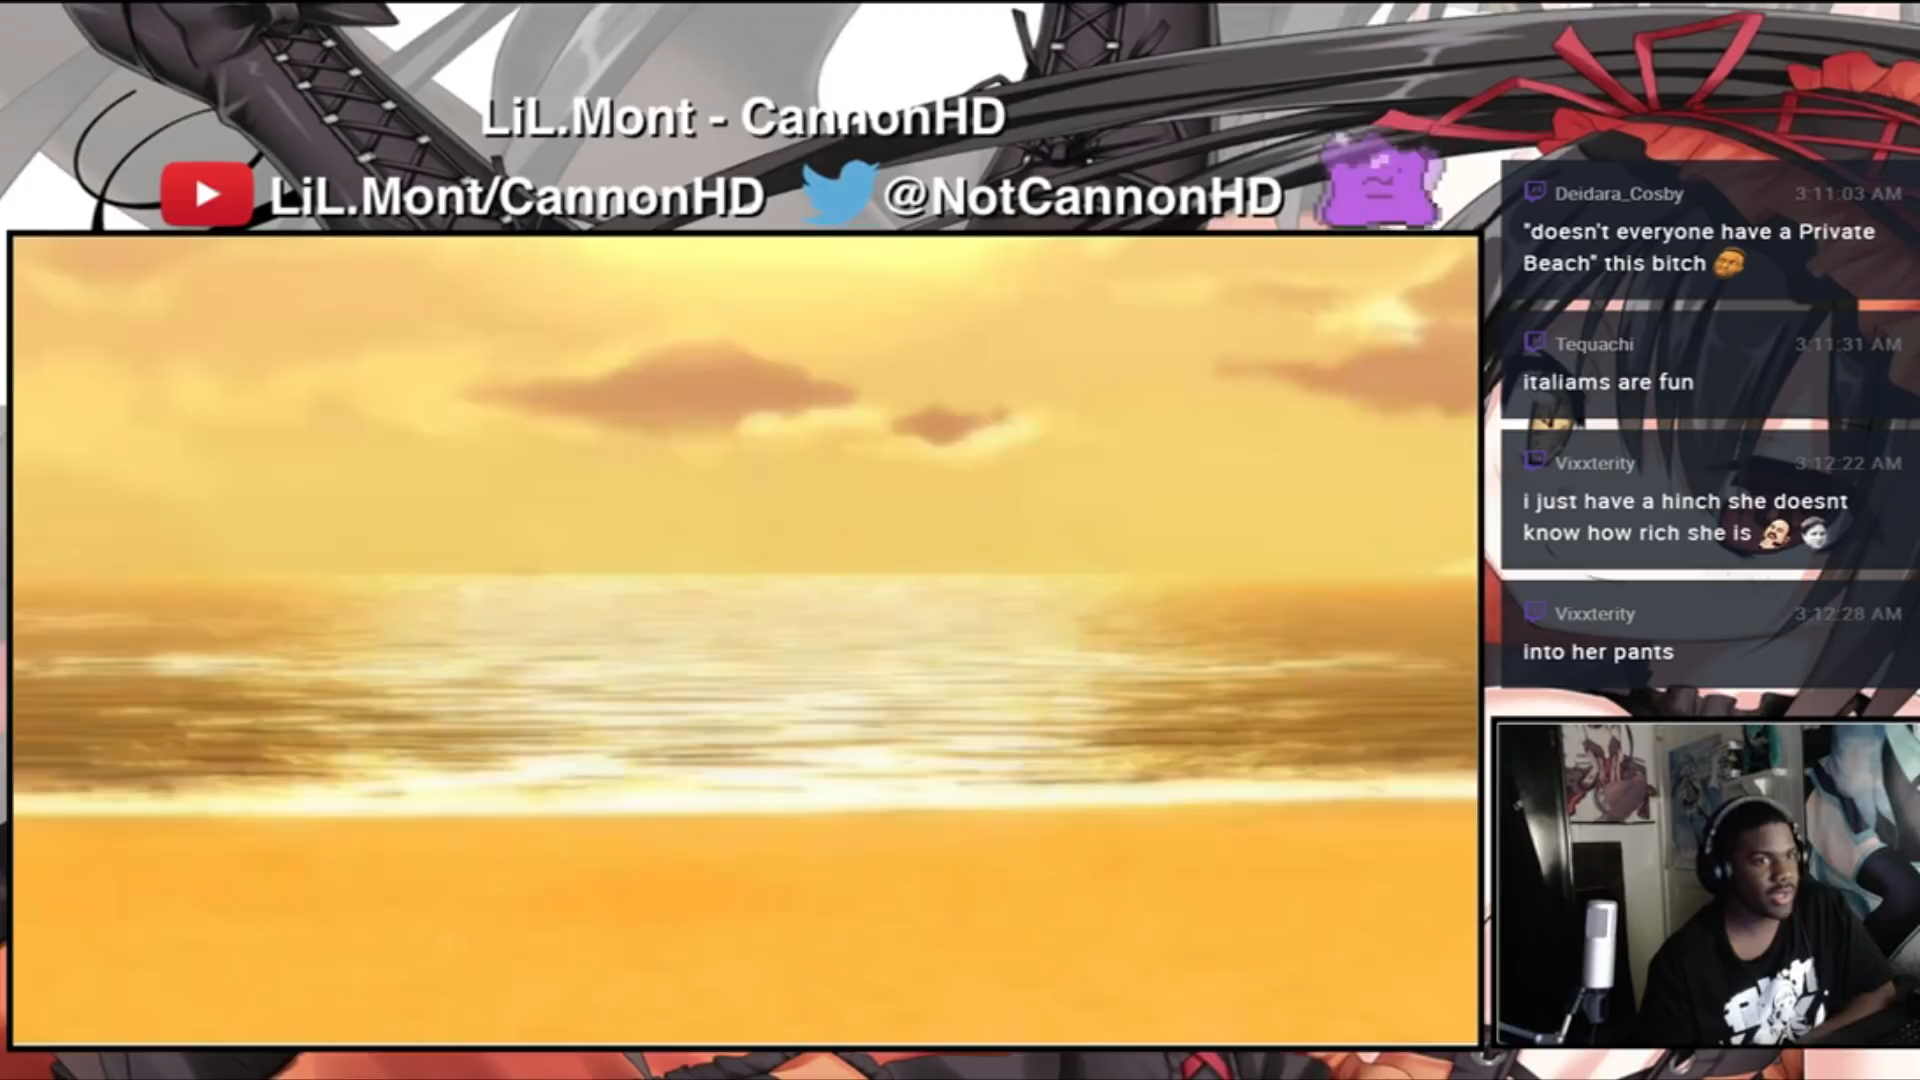 LiL.Mont - CannonHD
LiL.Mont/CannonHD
@NotCannonHD
Deidara_Cosby 3:11:03 AM
"doesn't everyone have a Private
Beach" this bitch
Tequachi 3:11:31 AM
italiams are fun
Vixxterity 3:12:22 AM
i just have a hinch she doesnt
know how rich she is
Vixxterity 3:12:28 AM
into her pants